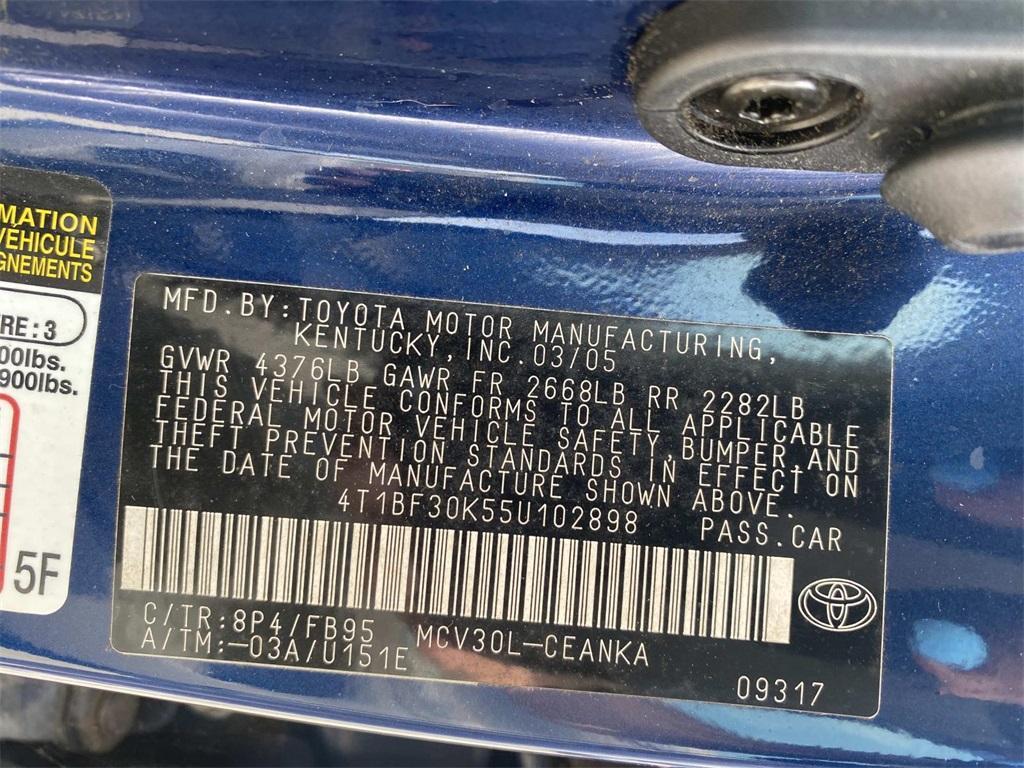 MATION
VÉHICULE
GNEMENTS
RE:3
00lbs.
900lbs.
5F
MFD.BY:TOYOTA MOTOR MANUFACTURING,
KENTUCKY,INC.03/05
GVWR 4376LB GAWR FR 2668LB RR 2282LB
THIS VEHICLE CONFORMS TO ALL APPLICABLE
FEDERAL MOTOR VEHICLE SAFETY,BUMPER,AND
THEFT PREVENTION STANDARDS IN EFFECT ON
THE DATE OF MANUFACTURE SHOWN ABOVE.
4T1BF30K55U102898 PASS.CAR
C/TR:8P4/FB95 MCV30L-CEANKA
A/TM:-03A/U151E
09317